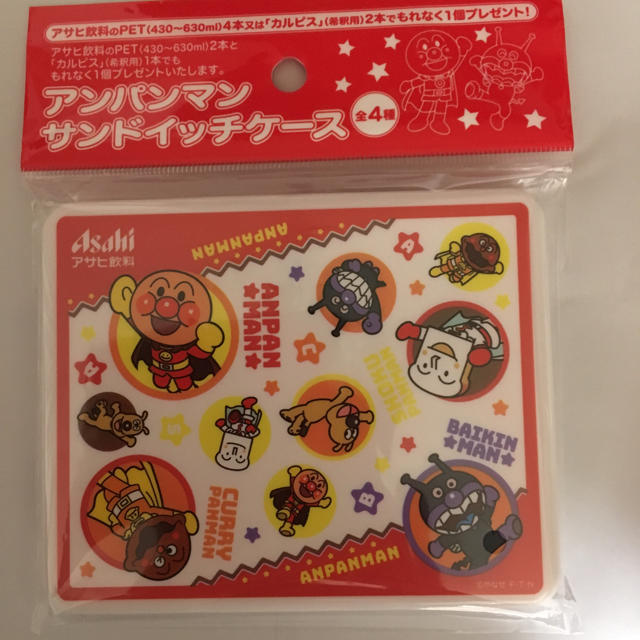 アサヒ飲料のPET(430〜630ml)4本又は「カルピス」(希釈用)2本でもれなく1個プレゼント!
アサヒ飲料のPET(430〜630ml)2本と
「カルピス」(希釈用)1本でも
もれなく1個プレゼントいたします。
アンパンマン
サンドイッチケース
全4種
Asahi
アサヒ飲料
ANPANMAN
A
ANPAN
MAN
C
SHOKU
PANMAN
A
S
BAIKIN
MAN
CURRY
PANMAN
B
ANPANMAN
©やなせ・F・T・N